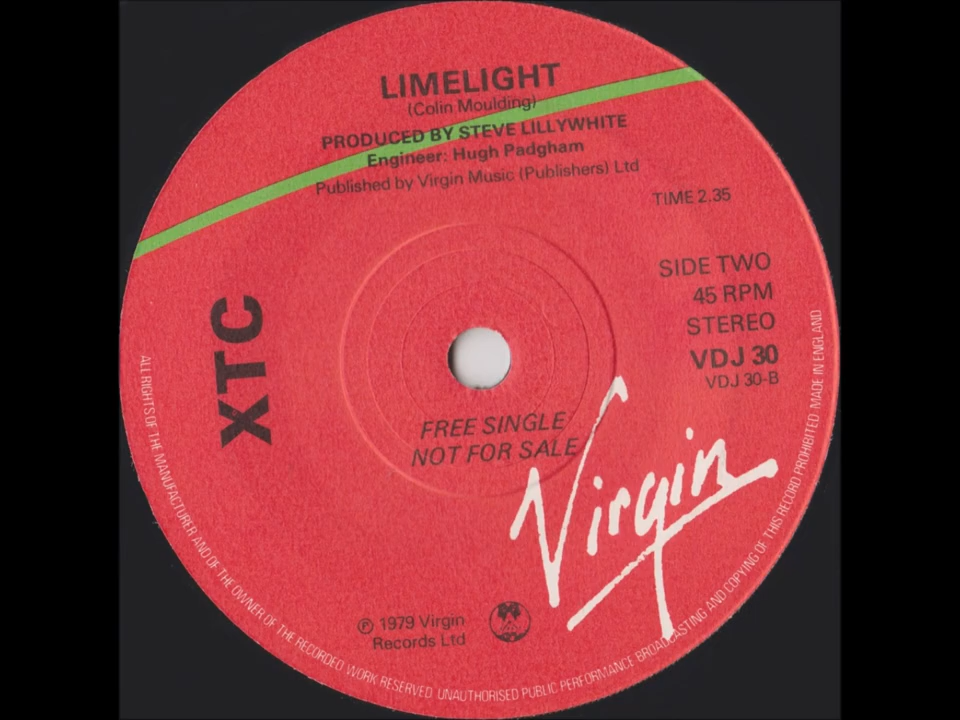 LIMELIGHT
(Colin Moulding)
PRODUCED BY STEVE LILLYWHITE
Engineer: Hugh Padgham
Published by Virgin Music (Publishers) Ltd
TIME 2.35
SIDE TWO
45 RPM
STEREO
VDJ 30
VDJ 30-B
XTC
FREE SINGLE
NOT FOR SALE
Virgin
℗ 1979 Virgin
Records Ltd
ALL RIGHTS OF THE MANUFACTURER AND OF THE OWNER OF THE RECORDED WORK RESERVED UNAUTHORISED PUBLIC PERFORMANCE BROADCASTING AND COPYING OF THIS RECORD PROHIBITED MADE IN ENGLAND